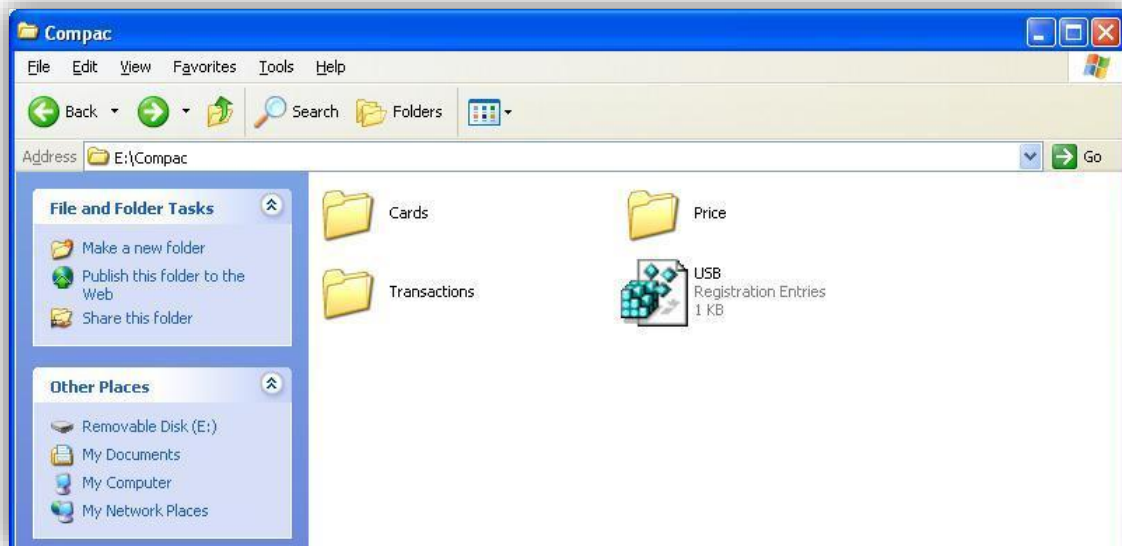 Compac
File Edit View Favorites Tools Help
Back Search Folders
Address E:\Compac Go
File and Folder Tasks
Make a new folder
Publish this folder to the
Web
Share this folder
Other Places
Removable Disk (E:)
My Documents
My Computer
My Network Places
Cards
Price
Transactions
USB
Registration Entries
1 KB